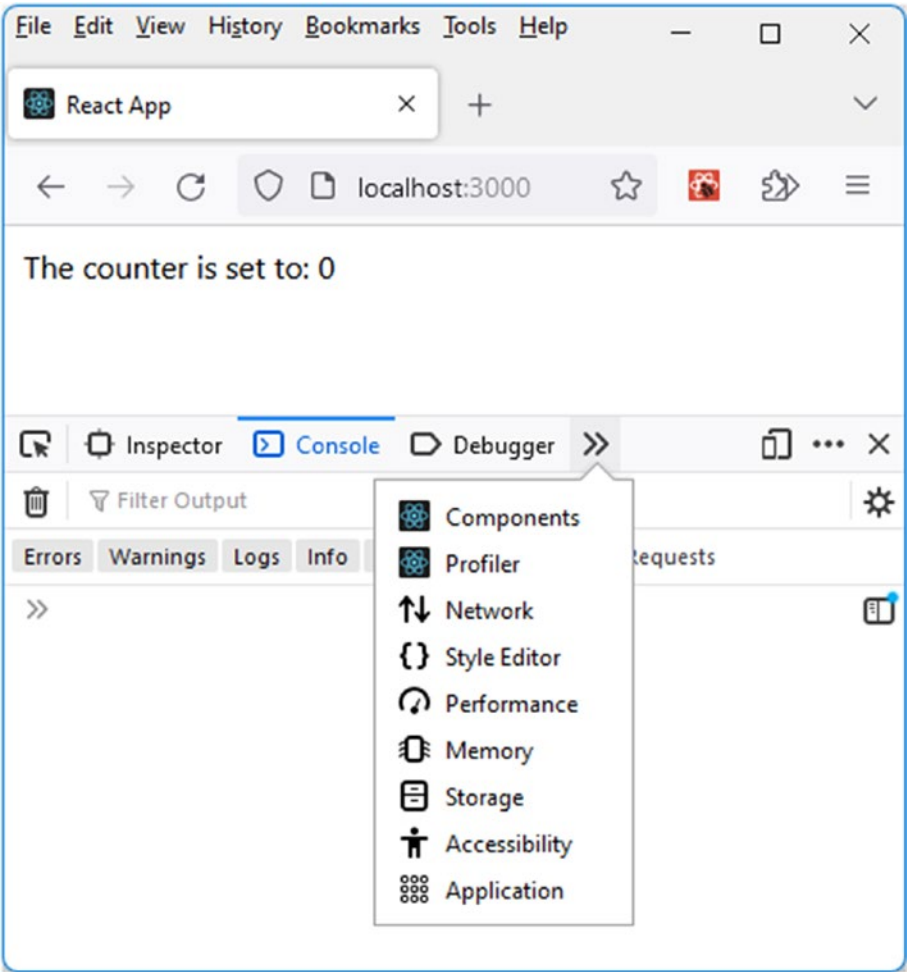 File Edit View History Bookmarks Tools Help
React App
localhost:3000
The counter is set to: 0
Inspector Console Debugger
Filter Output
Errors Warnings Logs Info
Components
Profiler
Network
Style Editor
Performance
Memory
Storage
Accessibility
Application